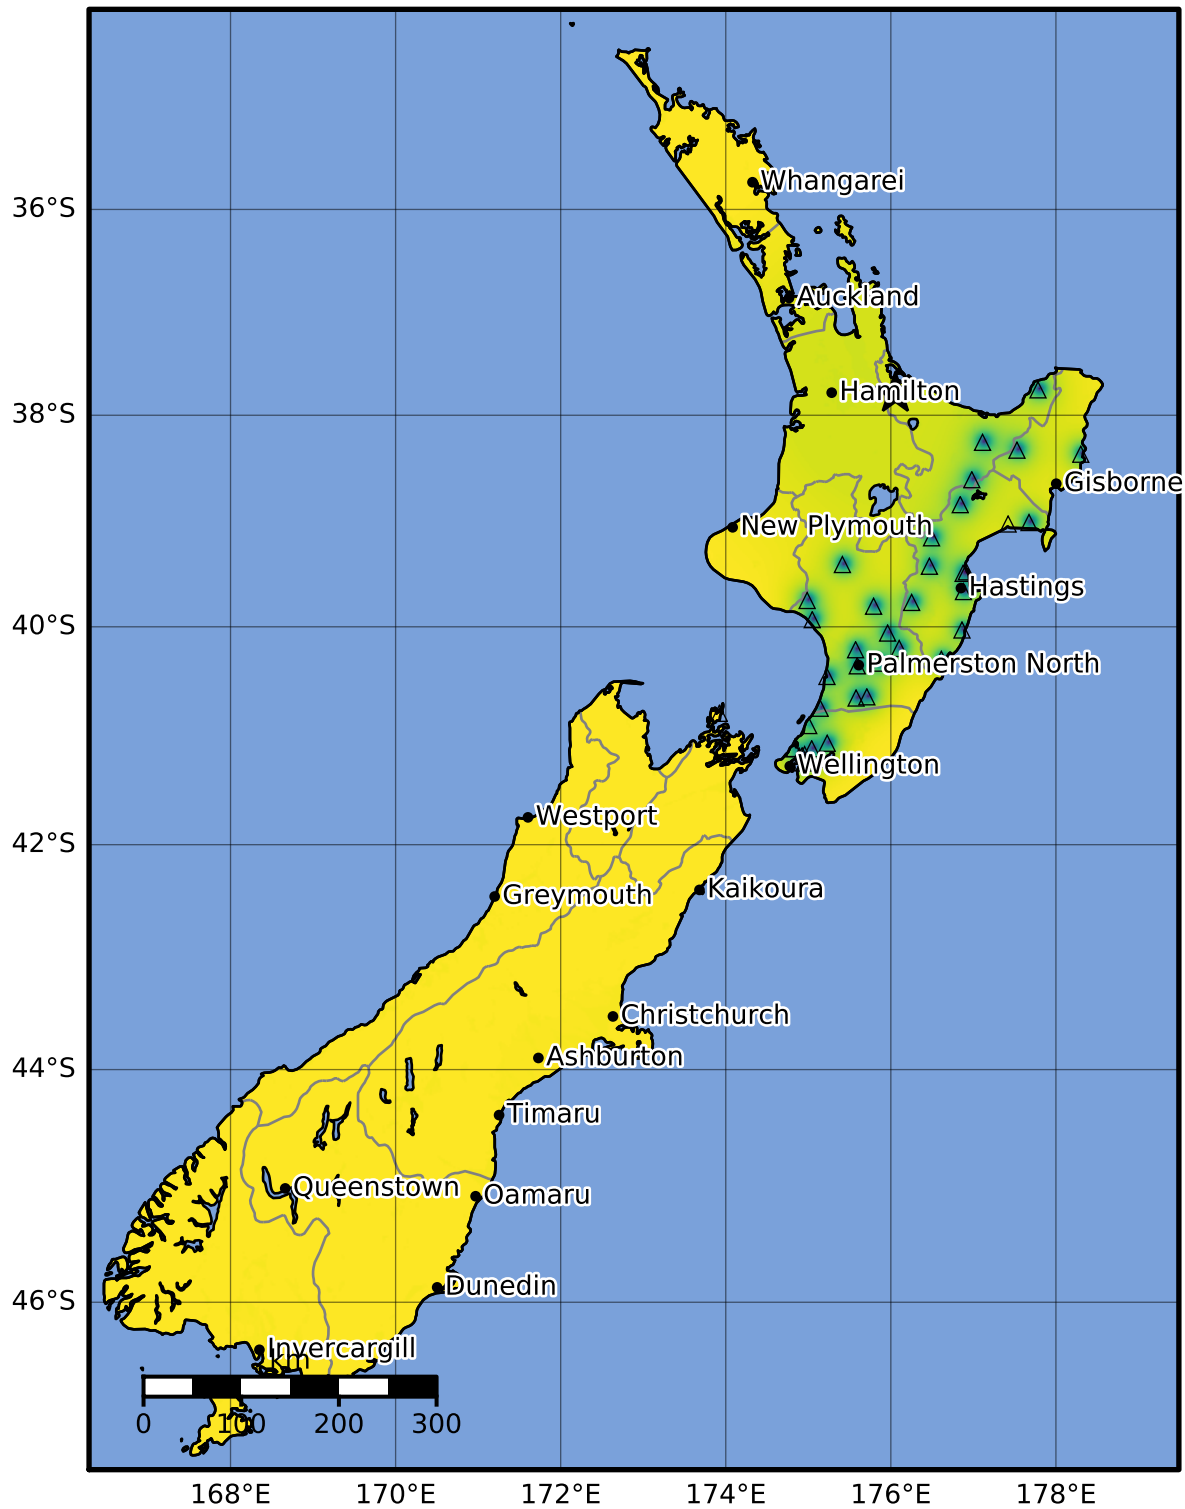 Whangarei
36°S
Auckland
Hamilton
38°S
Gisborne
New Plymouth
Hastings
40°S
Palmerston North
Wellington
Westport
42°S
Kaikoura
Greymouth
Christchurch
Ashburton
44°S
Timaru
Queenstown
Oamaru
Dunedin
46°S
Invercargill
km
0 100 200 300
168°E 170°E 172°E 174°E 176°E 178°E